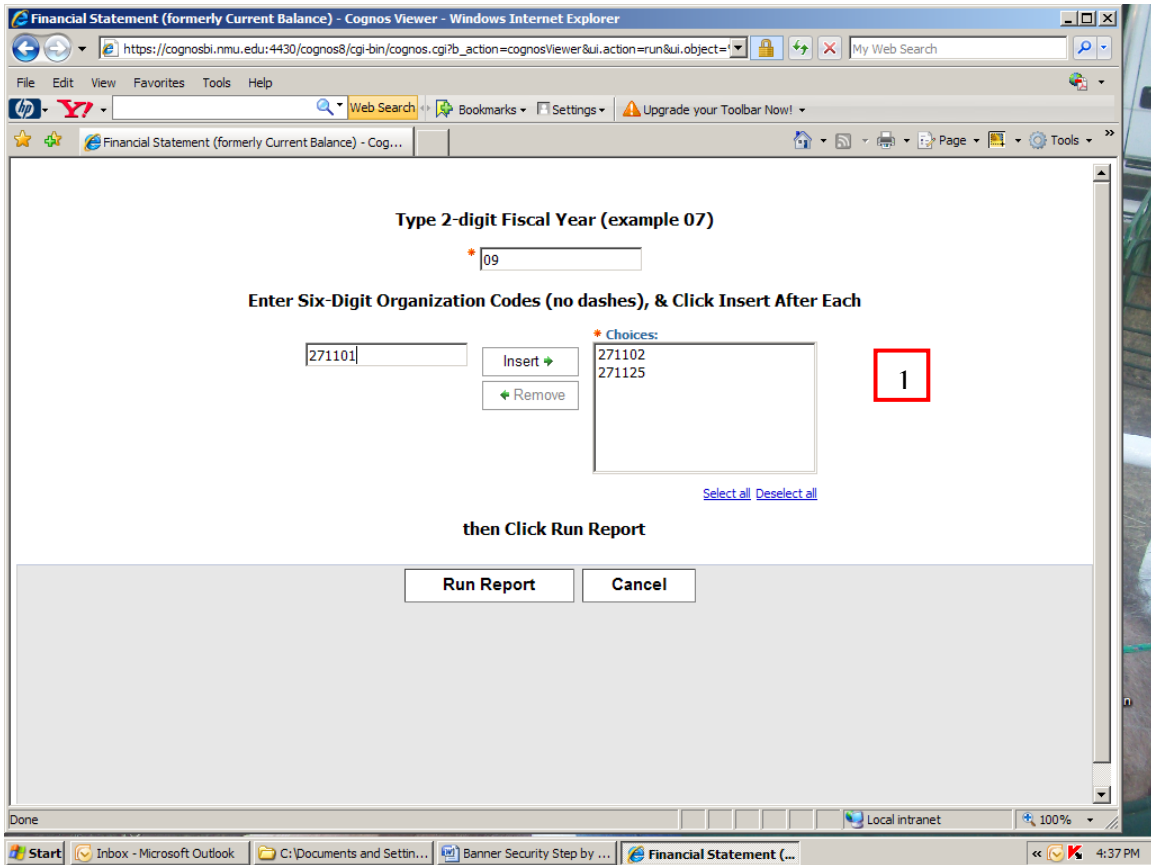 Financial Statement (formerly Current Balance) - Cognos Viewer - Windows Internet Explorer
https://cognosbi.nmu.edu:4430/cognos8/cgi-bin/cognos.cgi?b_action=cognosViewer&ui.action=run&ui.object=
My Web Search
File Edit View Favorites Tools Help
hp Y! Web Search Bookmarks Settings Upgrade your Toolbar Now!
Financial Statement (formerly Current Balance) - Cog... Page Tools »
Type 2-digit Fiscal Year (example 07)
* 09
Enter Six-Digit Organization Codes (no dashes), & Click Insert After Each
* Choices:
271101 Insert 271102
271125
Remove
1
Select all Deselect all
then Click Run Report
Run Report Cancel
Done Local intranet 100%
Start Inbox - Microsoft Outlook C:\Documents and Settin... Banner Security Step by ... Financial Statement (... « K 4:37 PM